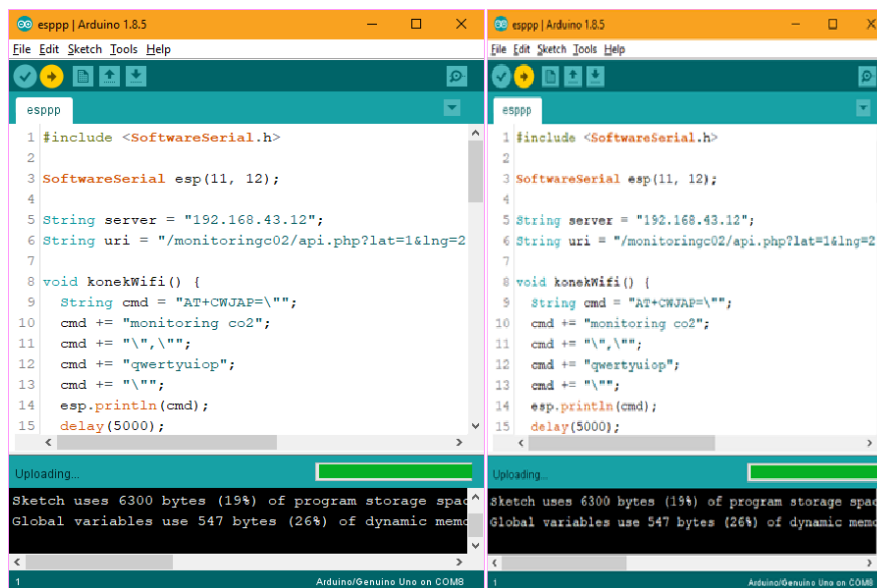 esppp | Arduino 1.8.5
File Edit Sketch Tools Help
esppp
1 #include <SoftwareSerial.h>
2
3 SoftwareSerial esp(11, 12);
4
5 String server = "192.168.43.12";
6 String uri = "/monitoringc02/api.php?lat=1&lng=2
7
8 void konekWifi() {
9 String cmd = "AT+CWJAP=\"";
10 cmd += "monitoring co2";
11 cmd += "\",\"";
12 cmd += "qwertyuiop";
13 cmd += "\"";
14 esp.println(cmd);
15 delay(5000);
Uploading...
Sketch uses 6300 bytes (19%) of program storage spac
Global variables use 547 bytes (26%) of dynamic memo
1 Arduino/Genuino Uno on COM8
esppp | Arduino 1.8.5
File Edit Sketch Tools Help
esppp
1 #include <SoftwareSerial.h>
2
3 SoftwareSerial esp(11, 12);
4
5 String server = "192.168.43.12";
6 String uri = "/monitoringc02/api.php?lat=1&lng=2
7
8 void konekWifi() {
9 String cmd = "AT+CWJAP=\"";
10 cmd += "monitoring co2";
11 cmd += "\",\"";
12 cmd += "qwertyuiop";
13 cmd += "\"";
14 esp.println(cmd);
15 delay(5000);
Uploading...
Sketch uses 6300 bytes (19%) of program storage spac
Global variables use 547 bytes (26%) of dynamic memo
1 Arduino/Genuino Uno on COM8